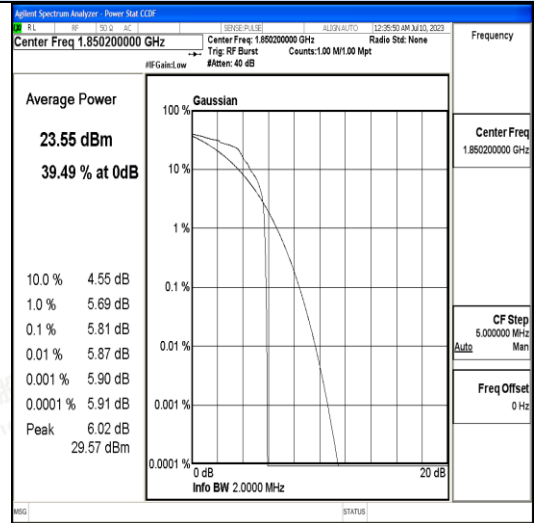 Agilent Spectrum Analyzer - Power Stat CCDF
RL RF 50 Ω AC SENSE:PULSE ALIGN AUTO 12:35:50 AM Jul 10, 2023
Center Freq 1.850200000 GHz
Center Freq: 1.850200000 GHz Radio Std: None
Trig: RF Burst Counts:1.00 M/1.00 Mpt
#IFGain:Low #Atten: 40 dB
Frequency
Average Power
23.55 dBm
39.49 % at 0dB
10.0 % 4.55 dB
1.0 % 5.69 dB
0.1 % 5.81 dB
0.01 % 5.87 dB
0.001 % 5.90 dB
0.0001 % 5.91 dB
Peak 6.02 dB
29.57 dBm
Gaussian
100 %
10 %
1 %
0.1 %
0.01 %
0.001 %
0.0001 %
0 dB 20 dB
Info BW 2.0000 MHz
Center Freq
1.850200000 GHz
CF Step
5.000000 MHz
Auto Man
Freq Offset
0 Hz
MSG STATUS